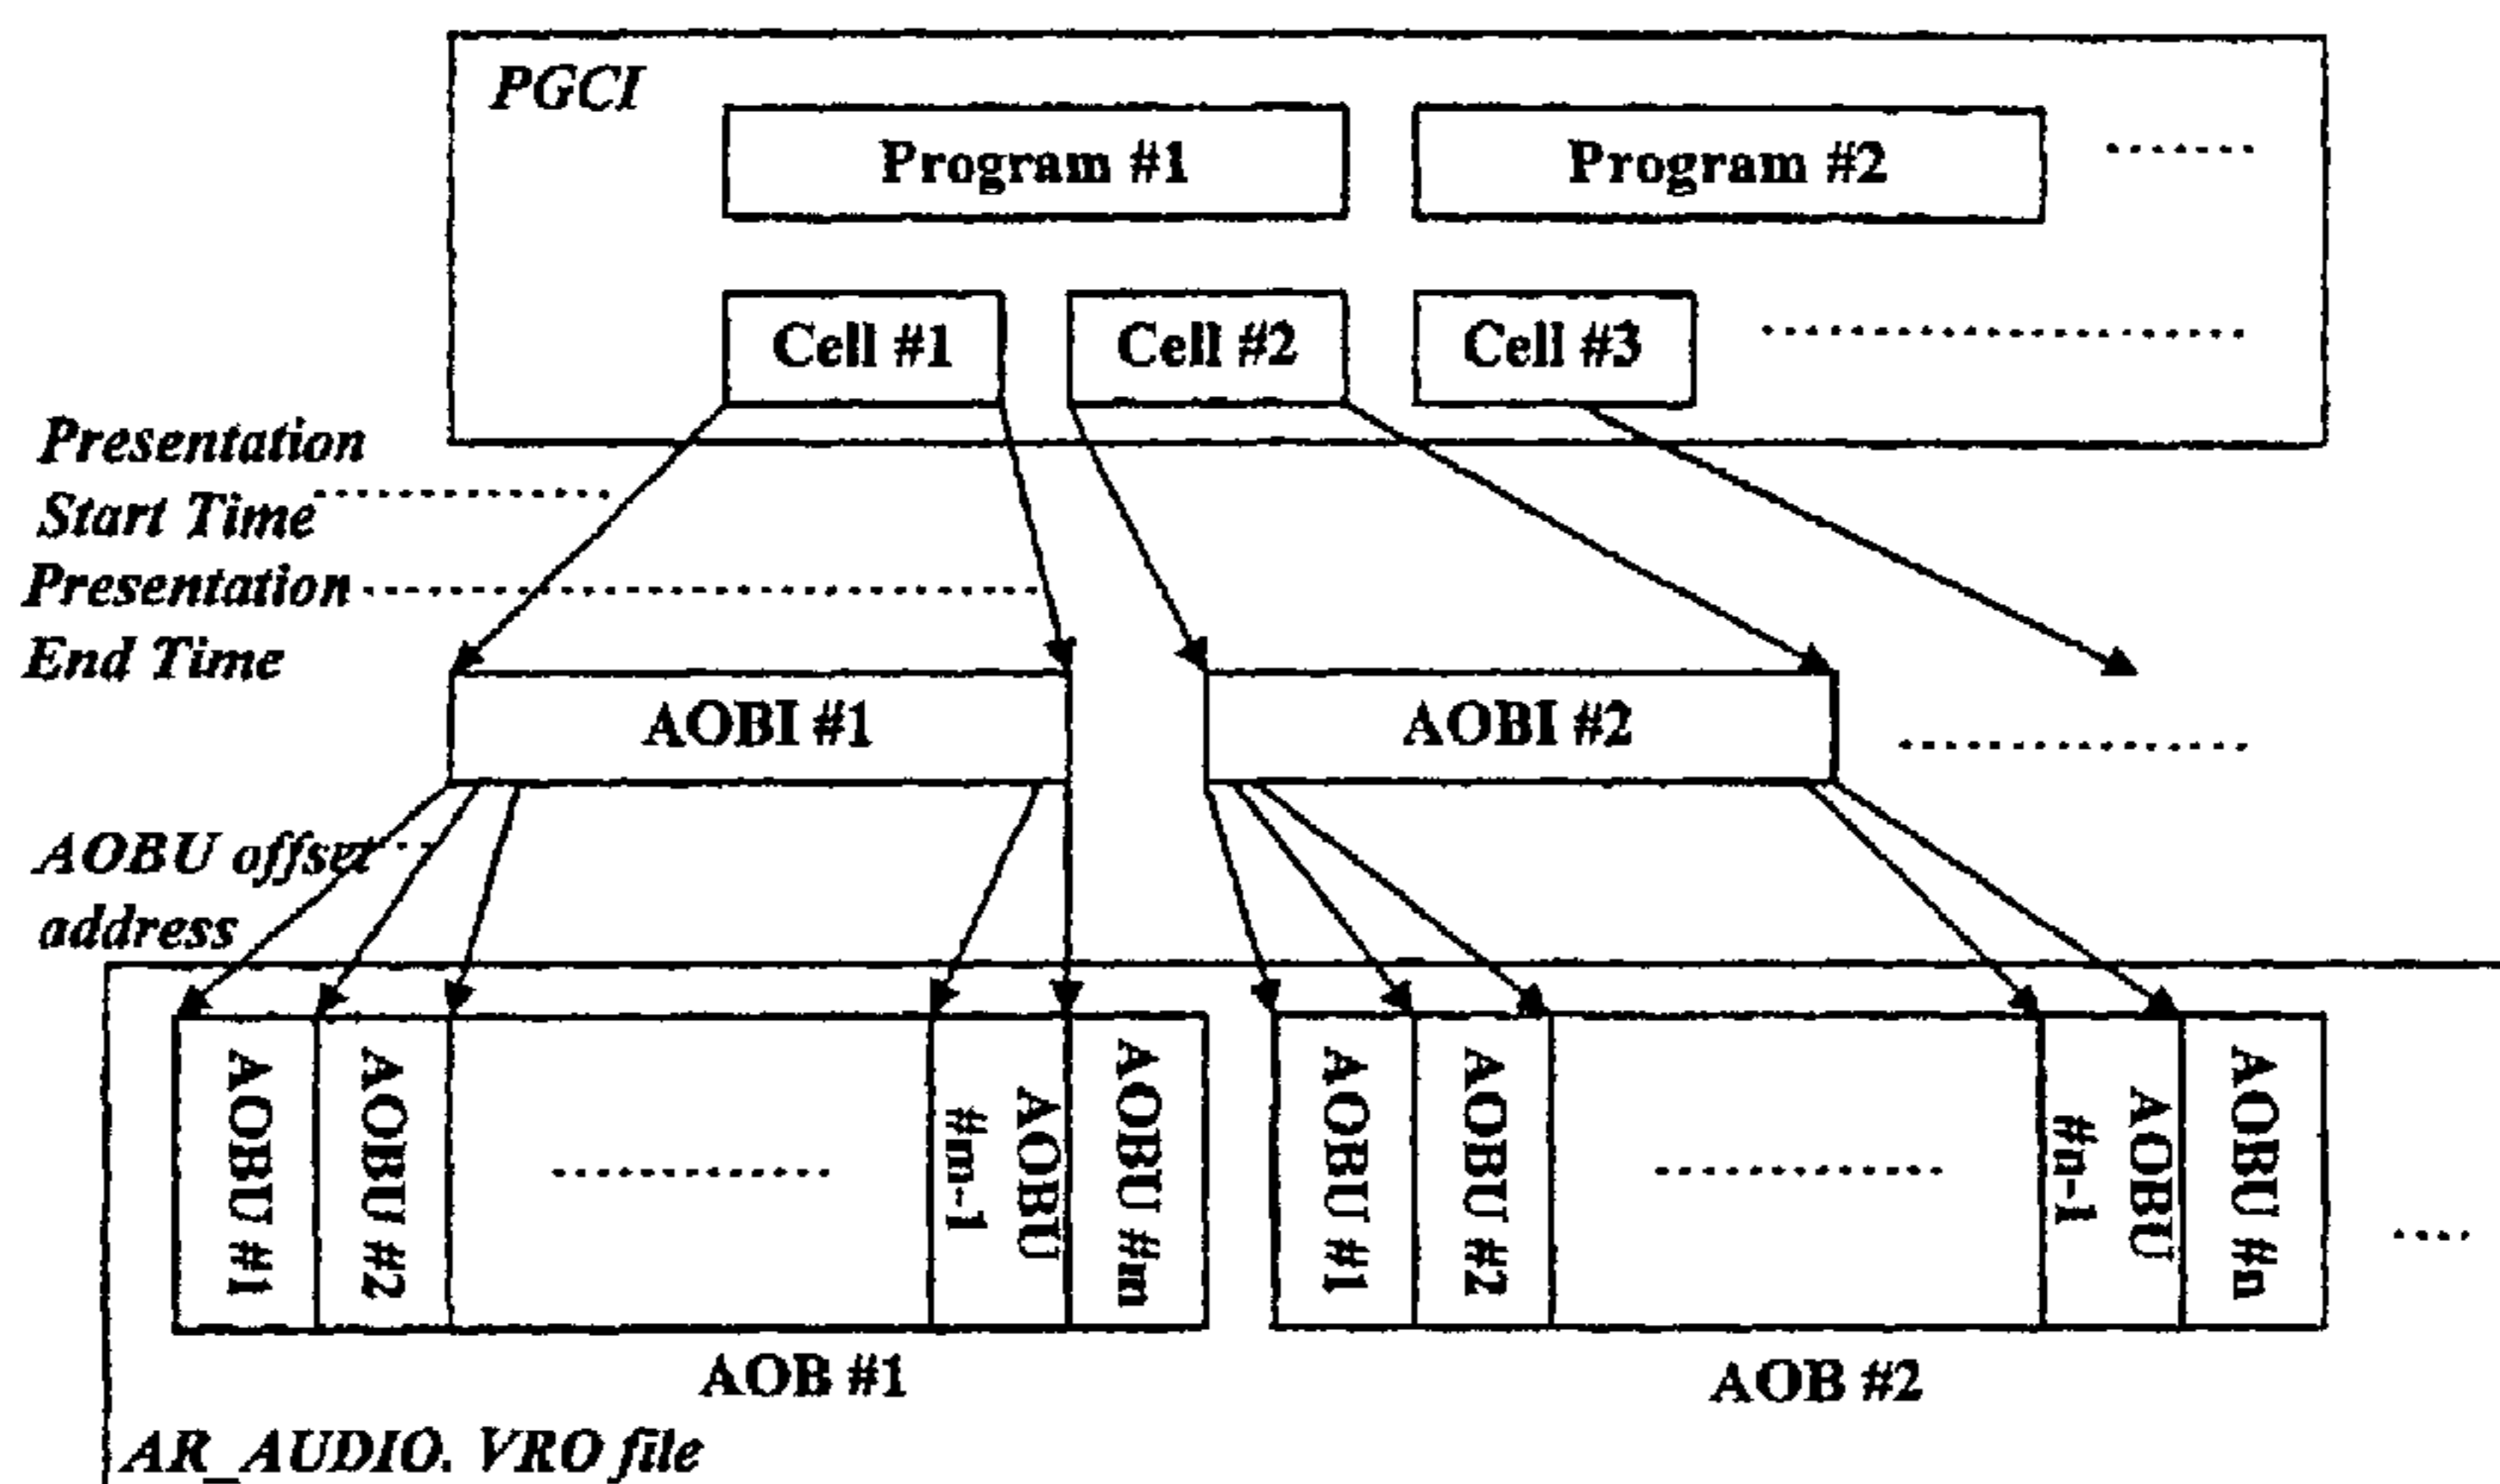 PGCI
Program #1
Program #2
Cell #1
Cell #2
Cell #3
Presentation
Start Time
Presentation
End Time
AOBI #1
AOBI #2
AOBU offset
address
AOBU #1
AOBU #2
AOBU
#m-1
AOBU #m
AOBU #1
AOBU #2
AOBU
#n-1
AOBU #n
AOB #1
AOB #2
AR_AUDIO. VRO file